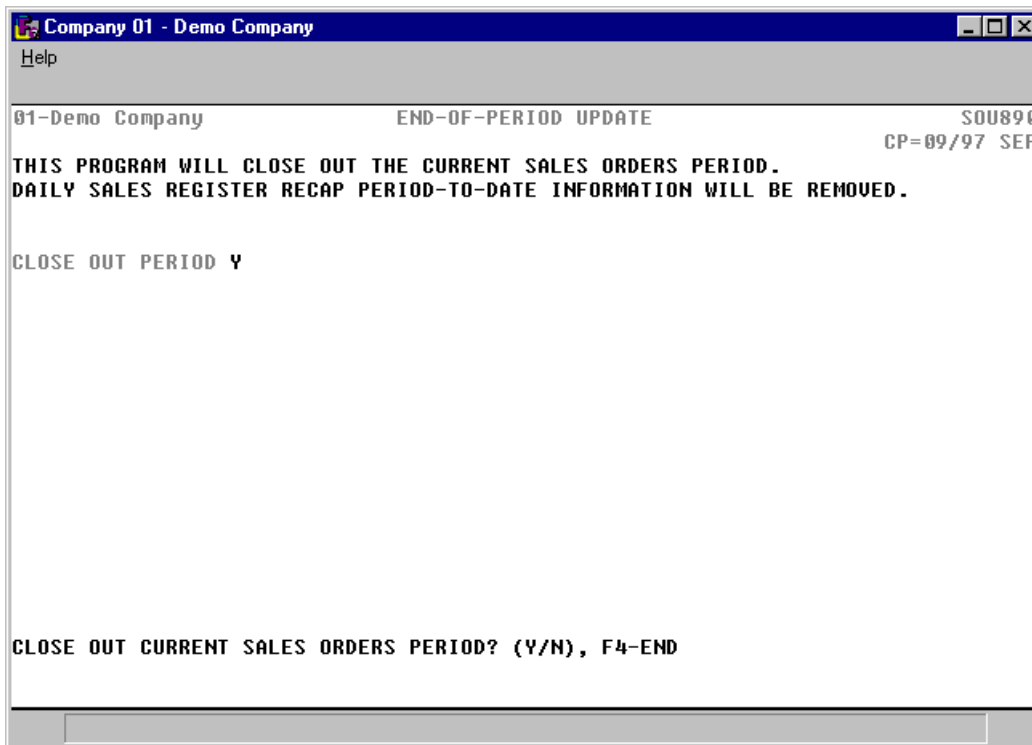 Company 01 - Demo Company
Help
01-Demo Company END-OF-PERIOD UPDATE SOU890
CP=09/97 SEP
THIS PROGRAM WILL CLOSE OUT THE CURRENT SALES ORDERS PERIOD.
DAILY SALES REGISTER RECAP PERIOD-TO-DATE INFORMATION WILL BE REMOVED.
CLOSE OUT PERIOD Y
CLOSE OUT CURRENT SALES ORDERS PERIOD? (Y/N), F4-END